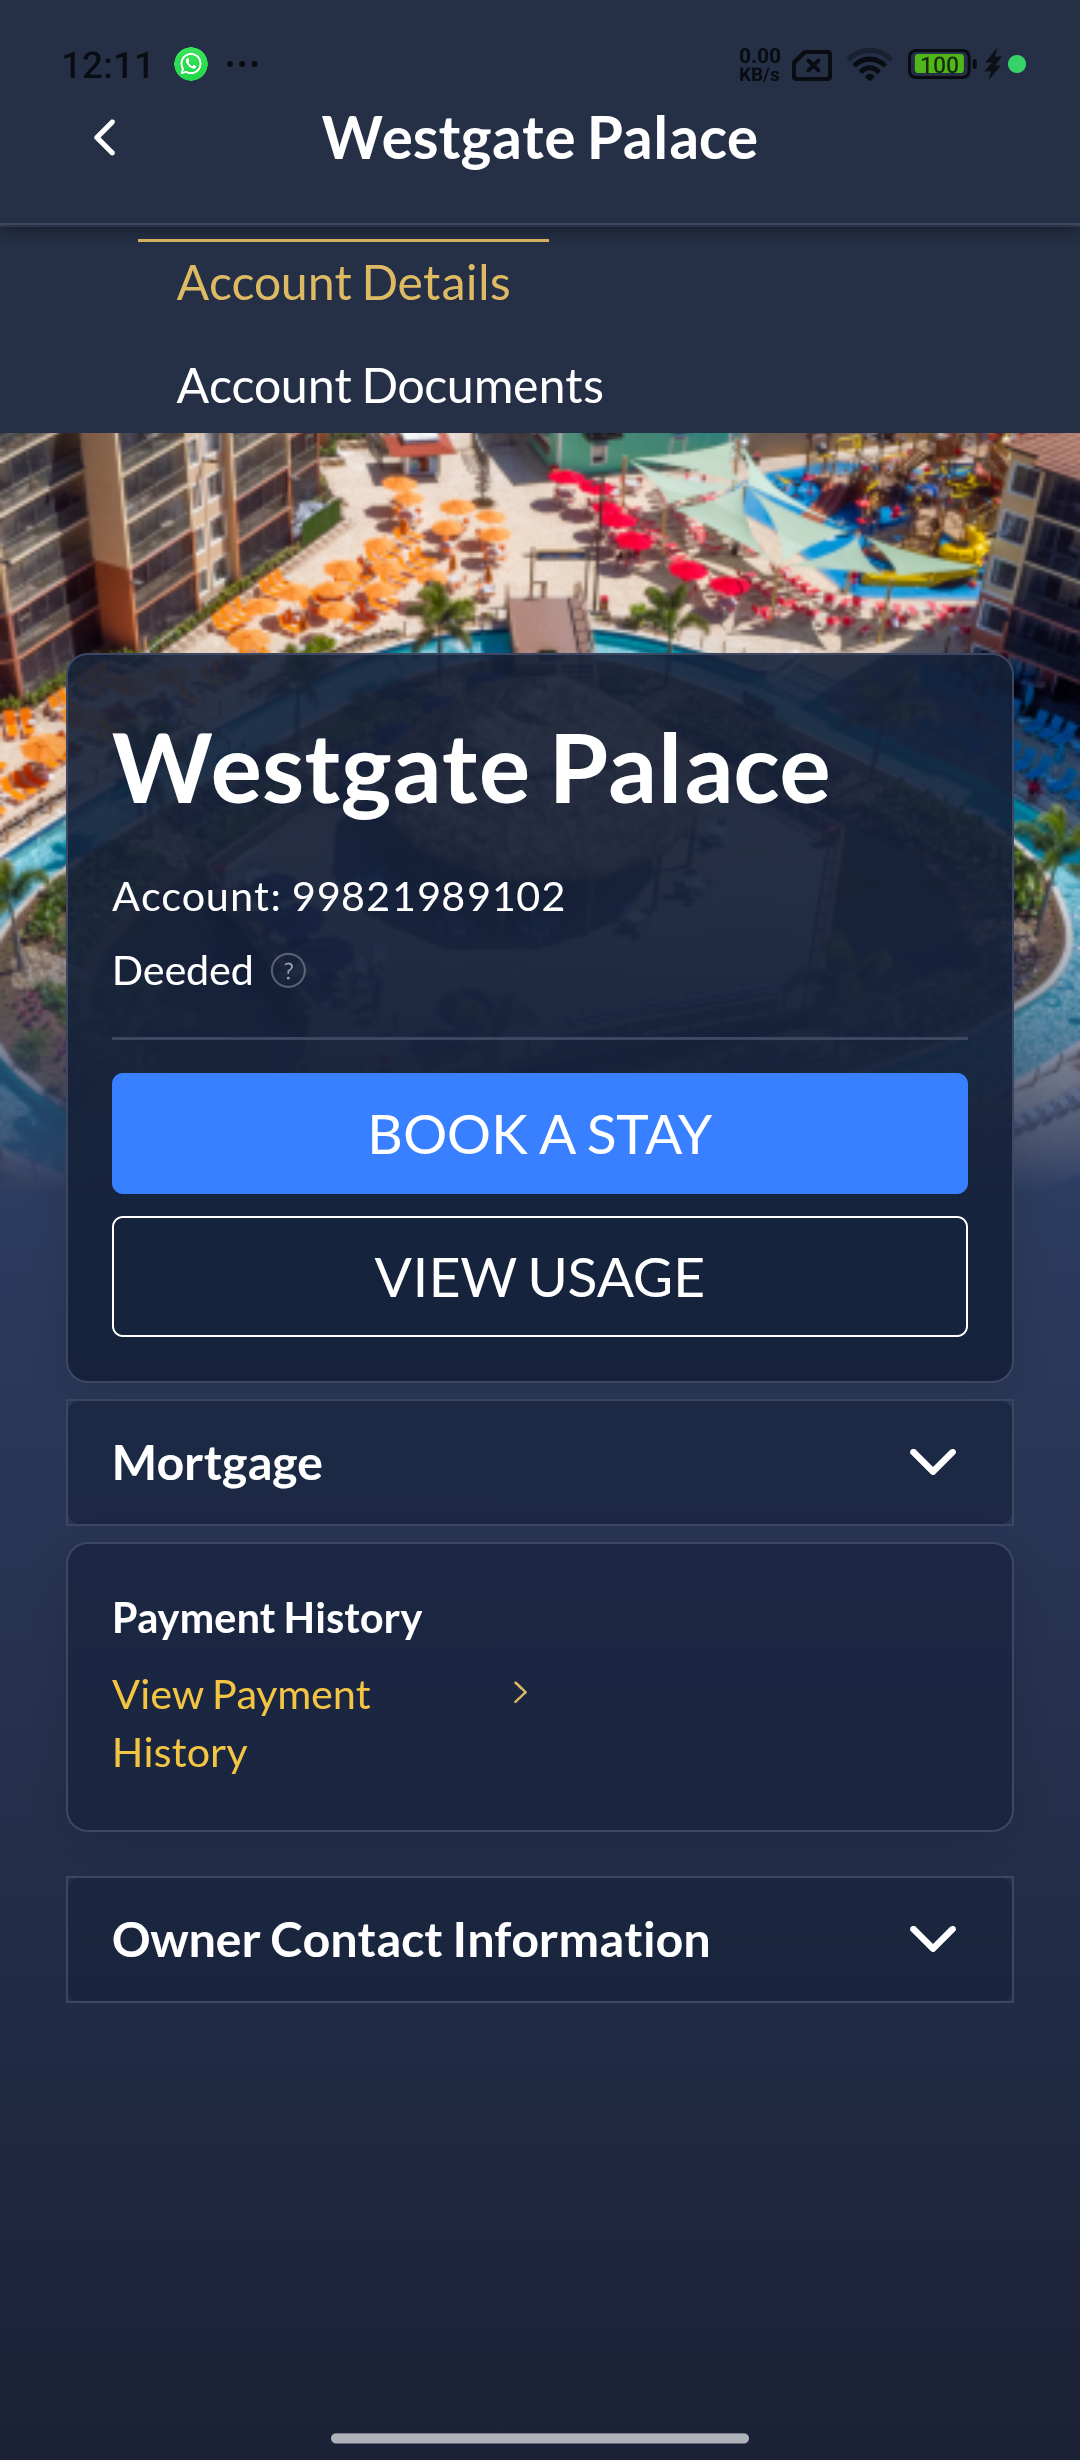 12:11
0.00
KB/s
100
Westgate Palace
Account Details
Account Documents
Westgate Palace
Account: 99821989102
Deeded ?
BOOK A STAY
VIEW USAGE
Mortgage
Payment History
View Payment
History
Owner Contact Information